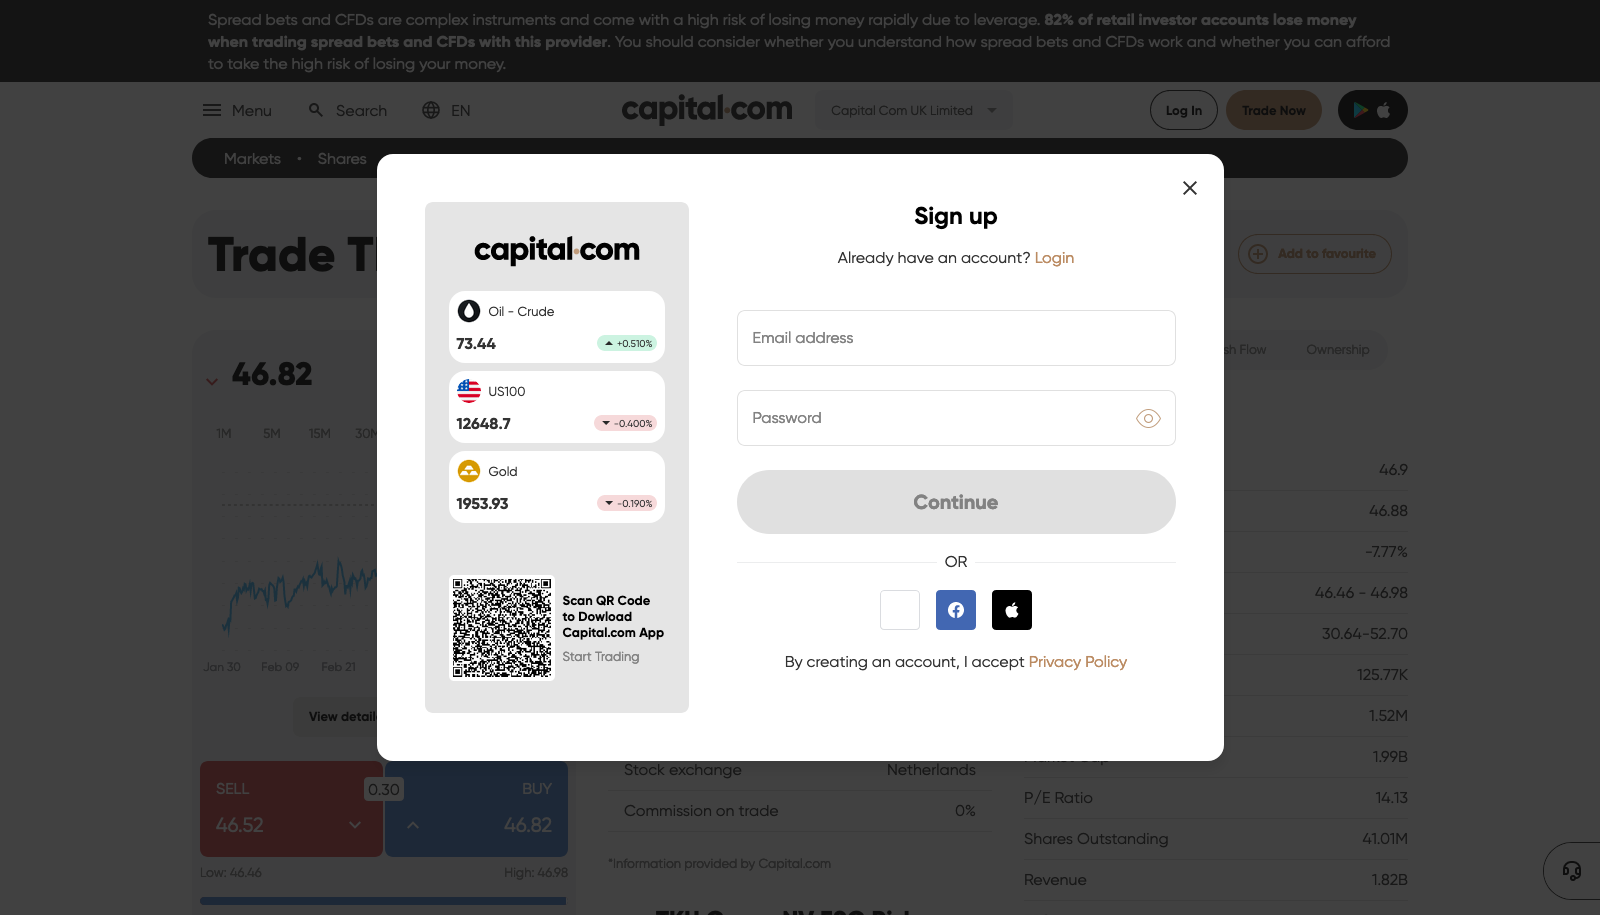 Spread bets and CFDs are complex instruments and come with a high risk of losing money rapidly due to leverage. 82% of retail investor accounts lose money
when trading spread bets and CFDs with this provider. You should consider whether you understand how spread bets and CFDs work and whether you can afford
to take the high risk of losing your money.
Menu
Search
EN
capital.com
Capital Com UK Limited
Log In
Trade Now
Markets • Shares
Trade
Add to favourite
46.82
1M
5M
15M
Jan 30
Feb 09
Feb 21
SELL
46.52
0.30
BUY
46.82
Low: 46.46
High: 46.98
capital.com
Oil - Crude
73.44
+0.510%
US100
12648.7
-0.400%
Gold
1953.93
-0.190%
Scan QR Code
to Dowload
Capital.com App
Start Trading
Sign up
Already have an account? Login
Email address
Password
Continue
OR
By creating an account, I accept Privacy Policy
Stock exchange
Netherlands
Commission on trade
0%
*Information provided by Capital.com
Flow
Ownership
46.9
46.88
-7.77%
46.46 - 46.98
30.64-52.70
125.77K
1.52M
1.99B
P/E Ratio
14.13
Shares Outstanding
41.01M
Revenue
1.82B